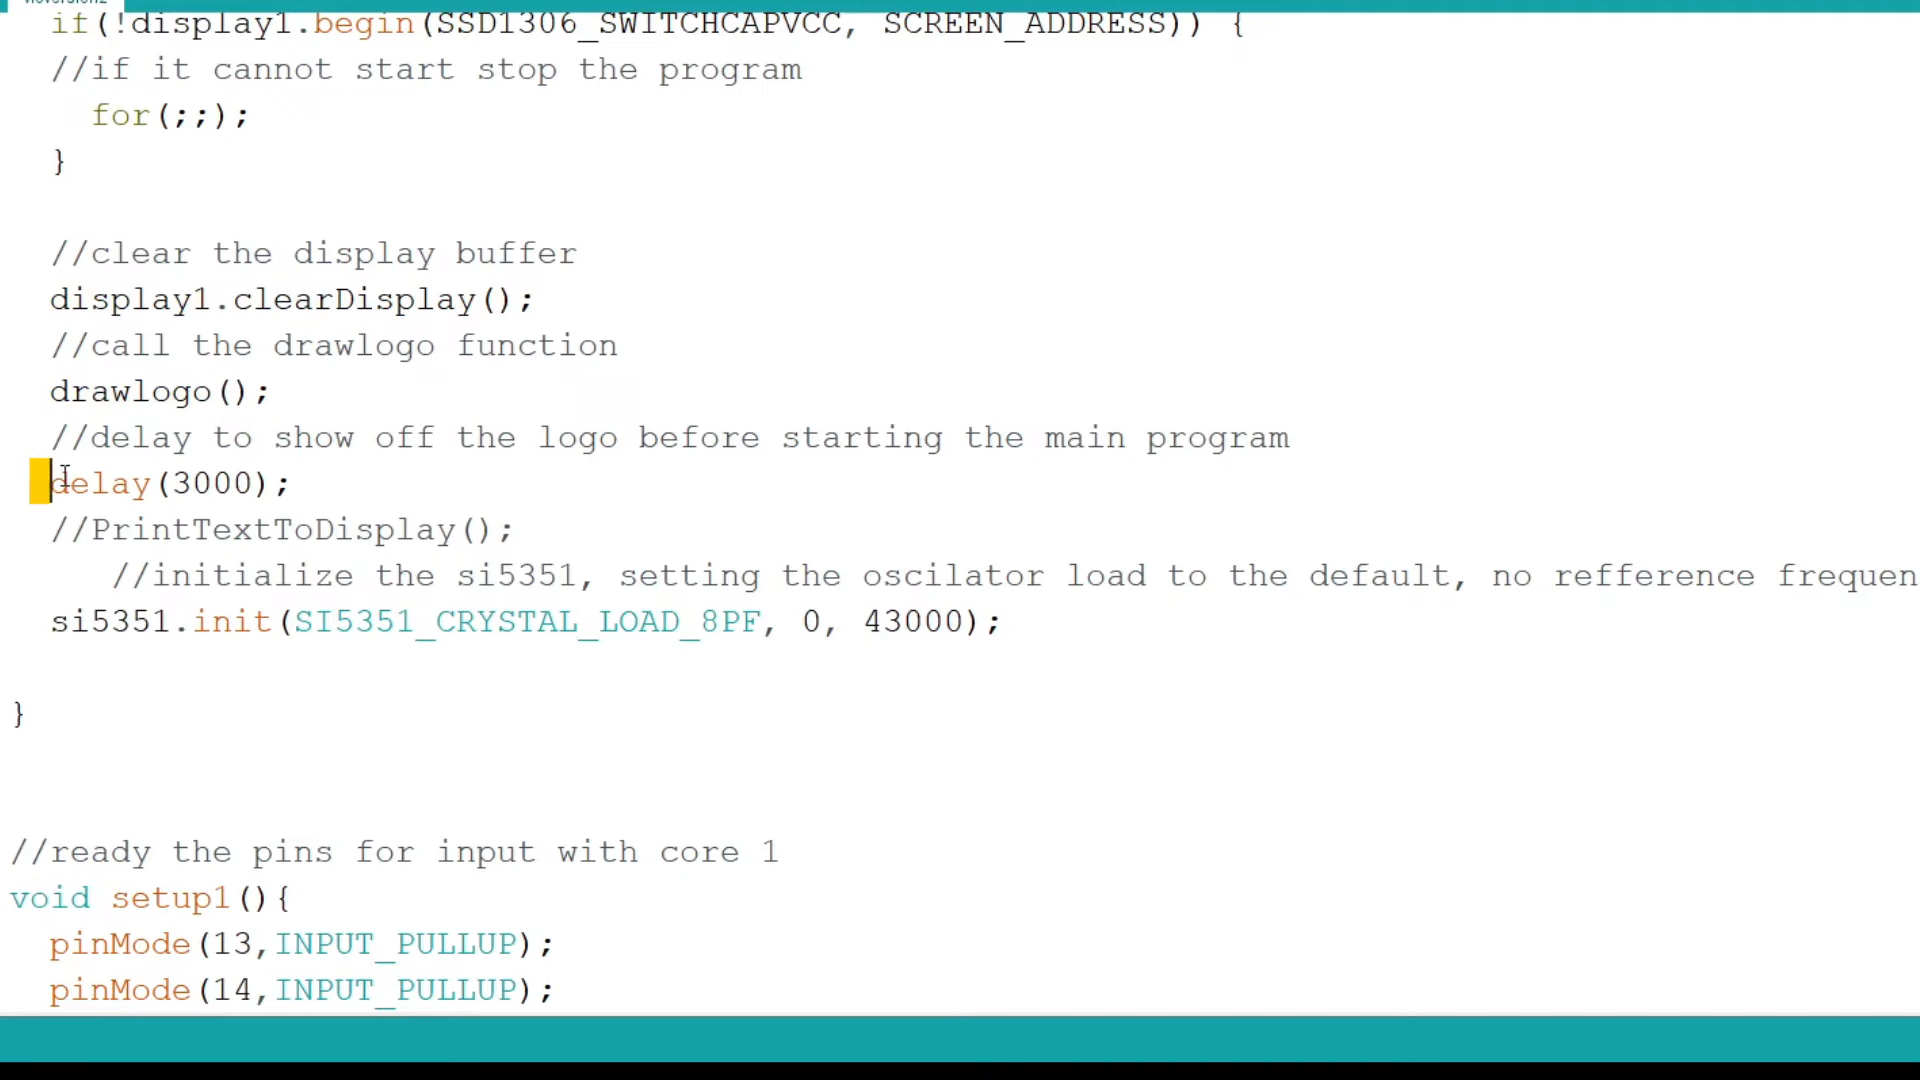 if(!display1.begin(SSD1306_SWITCHCAPVCC, SCREEN_ADDRESS)) {
//if it cannot start stop the program
for(;;);
}
//clear the display buffer
display1.clearDisplay();
//call the drawlogo function
drawlogo();
//delay to show off the logo before starting the main program
delay(3000);
//PrintTextToDisplay();
//initialize the si5351, setting the oscilator load to the default, no refference frequen
si5351.init(SI5351_CRYSTAL_LOAD_8PF, 0, 43000);
}
//ready the pins for input with core 1
void setup1(){
pinMode(13,INPUT_PULLUP);
pinMode(14,INPUT_PULLUP);